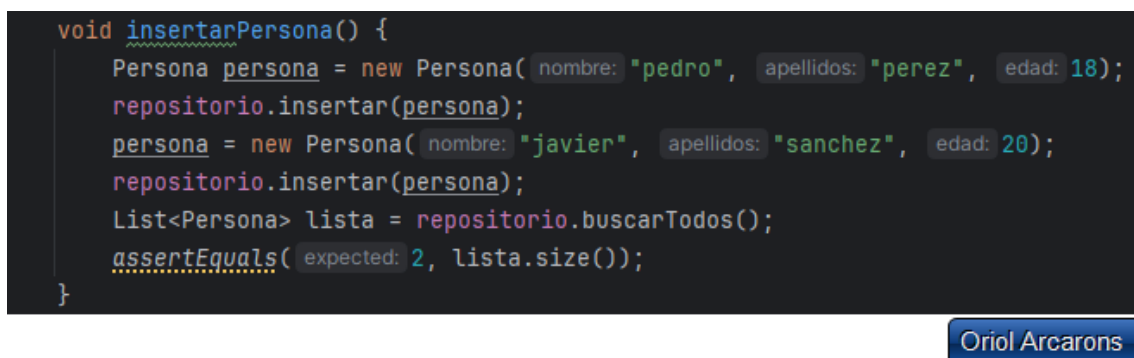 void insertarPersona() {
Persona persona = new Persona( nombre: "pedro", apellidos: "perez", edad: 18);
repositorio.insertar(persona);
persona = new Persona( nombre: "javier", apellidos: "sanchez", edad: 20);
repositorio.insertar(persona);
List<Persona> lista = repositorio.buscarTodos();
assertEquals( expected: 2, lista.size());
}
Oriol Arcarons